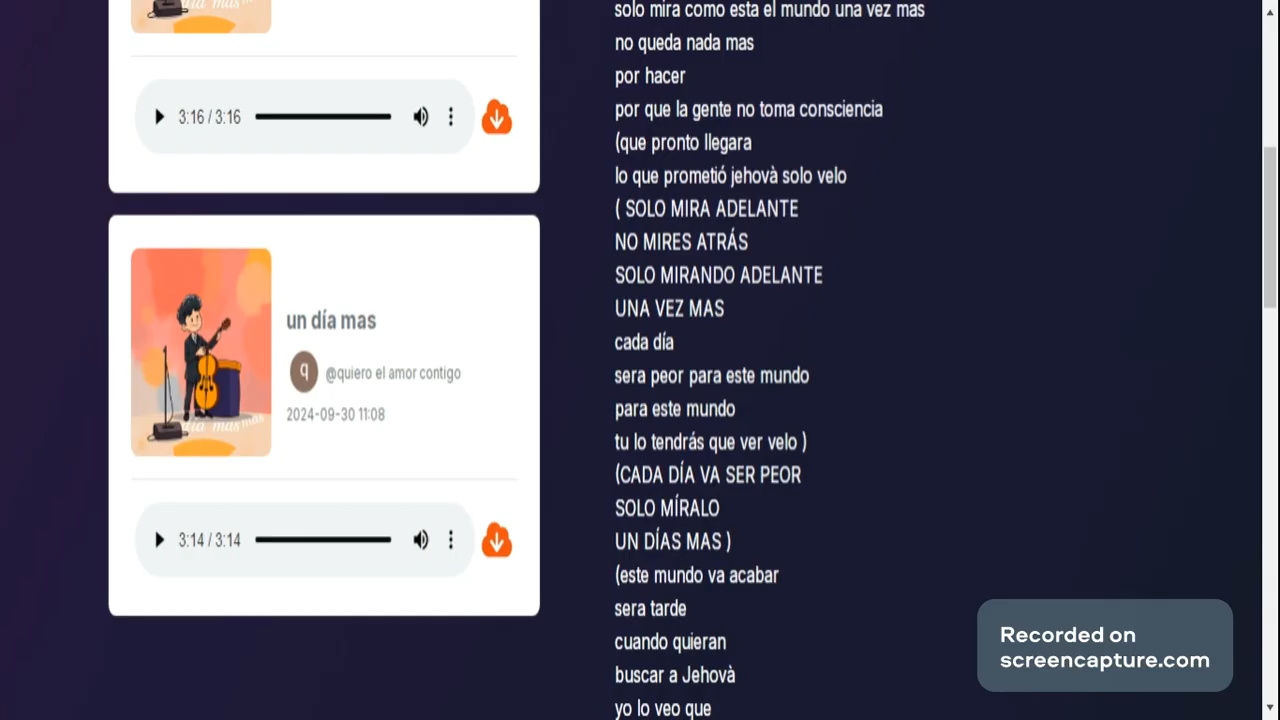 día mas
3:16 / 3:16
un día mas
q
@quiero el amor contigo
2024-09-30 11:08
día mas mas
3:14 / 3:14
solo mira como esta el mundo una vez mas
no queda nada mas
por hacer
por que la gente no toma consciencia
(que pronto llegara
lo que prometió jehovà solo velo
( SOLO MIRA ADELANTE
NO MIRES ATRÁS
SOLO MIRANDO ADELANTE
UNA VEZ MAS
cada día
sera peor para este mundo
para este mundo
tu lo tendrás que ver velo )
(CADA DÍA VA SER PEOR
SOLO MÍRALO
UN DÍAS MAS )
(este mundo va acabar
sera tarde
cuando quieran
buscar a Jehovà
yo lo veo que
Recorded on
screencapture.com